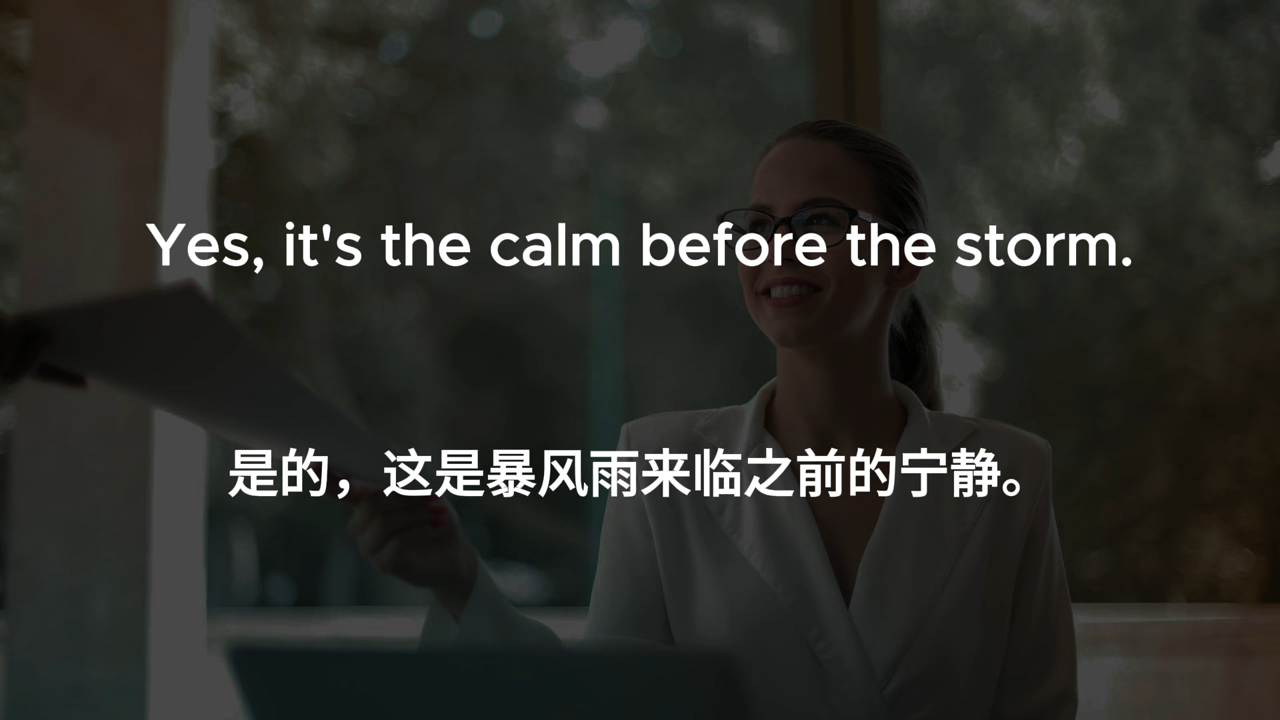 Yes, it's the calm before the storm.
是的，这是暴风雨来临之前的宁静。